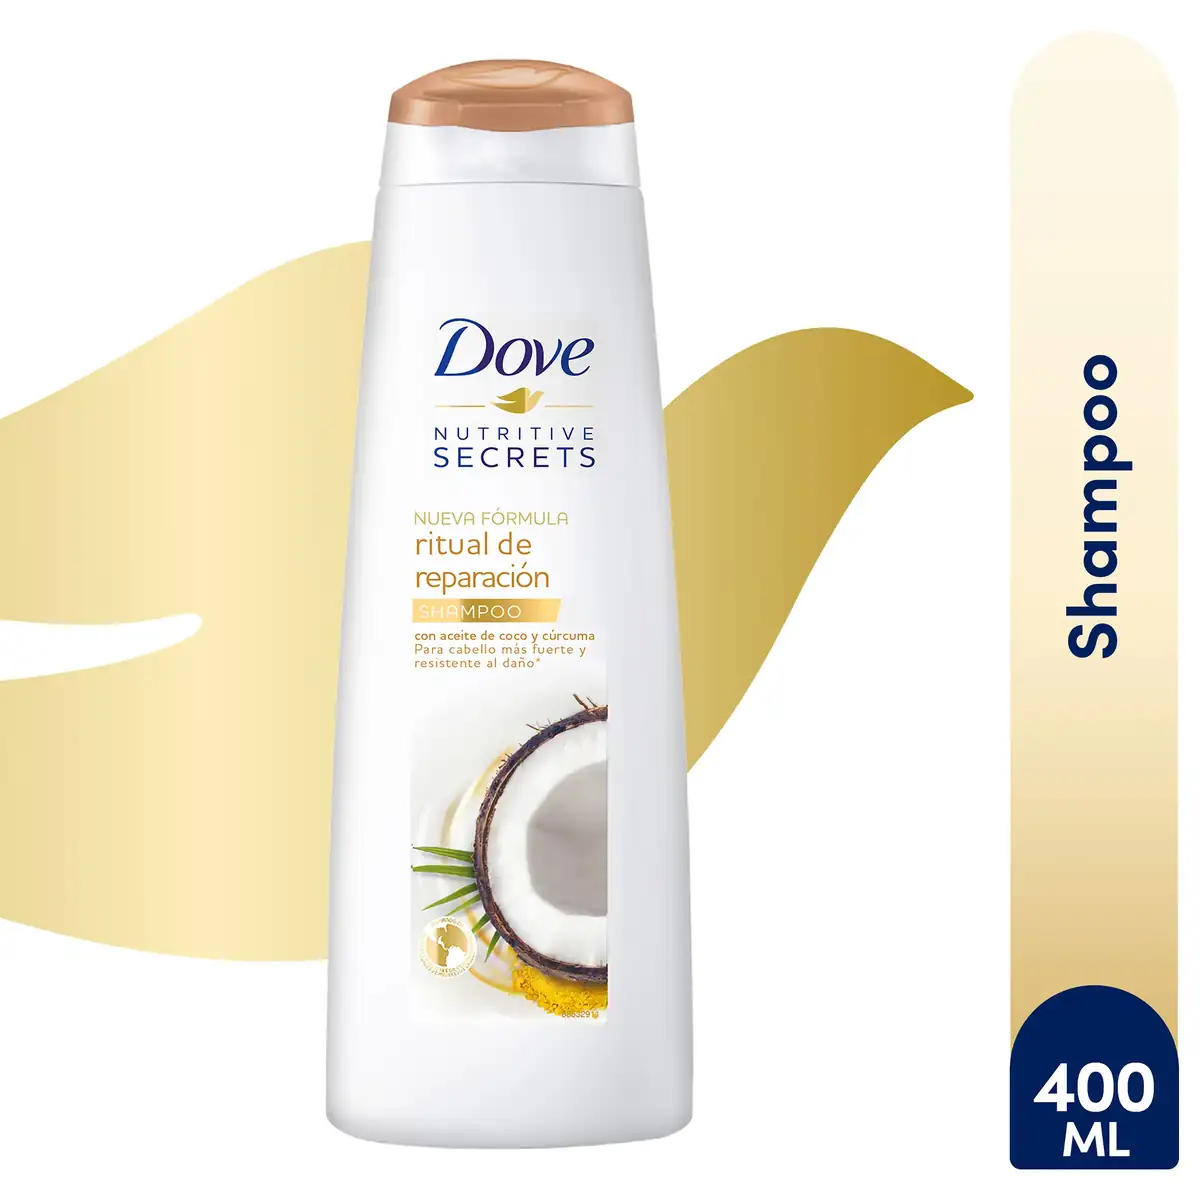 Dove
NUTRITIVE
SECRETS
NUEVA FÓRMULA
ritual de
reparación
SHAMPOO
con aceite de coco y cúrcuma
Para cabello más fuerte y
resistente al daño*
Shampoo
400
ML